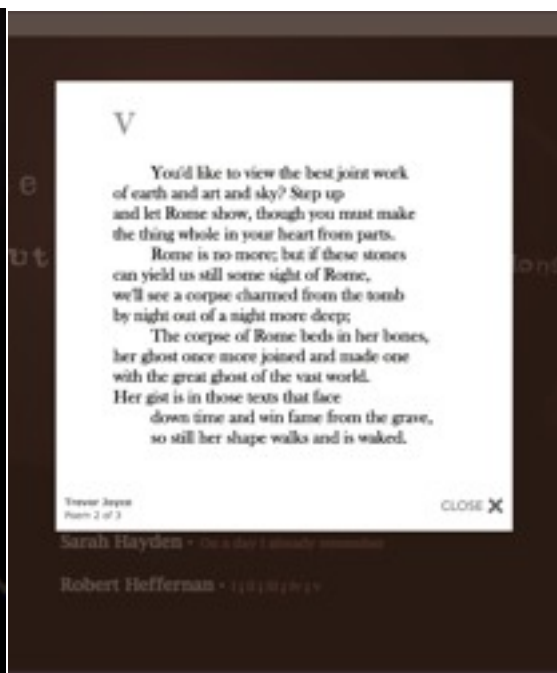 V
You'd like to view the best joint work
of earth and art and sky? Step up
and let Rome show, though you must make
the thing whole in your heart from parts.
Rome is no more; but if these stones
can yield us still some sight of Rome,
we'll see a corpse charmed from the tomb
by night out of a night more deep;
The corpse of Rome beds in her bones,
her ghost once more joined and made one
with the great ghost of the vast world.
Her gist is in those texts that face
down time and win fame from the grave,
so still her shape walks and is waked.
Trevor Joyce
Poem 2 of 3
CLOSE X
Sarah Hayden • On a day I already remember
Robert Heffernan •